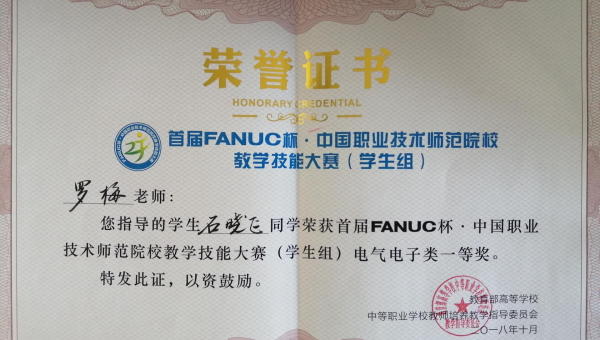 荣誉证书
HONORARY CREDENTIAL
首届FANUC杯·中国职业技术师范院校
教学技能大赛（学生组）
罗梅老师：
您指导的学生石晓飞同学荣获首届FANUC杯·中国职业
技术师范院校教学技能大赛（学生组）电气电子类一等奖。
特发此证，以资鼓励。
教育部高等学校
中等职业学校教师培养教学指导委员会
二〇一八年十月